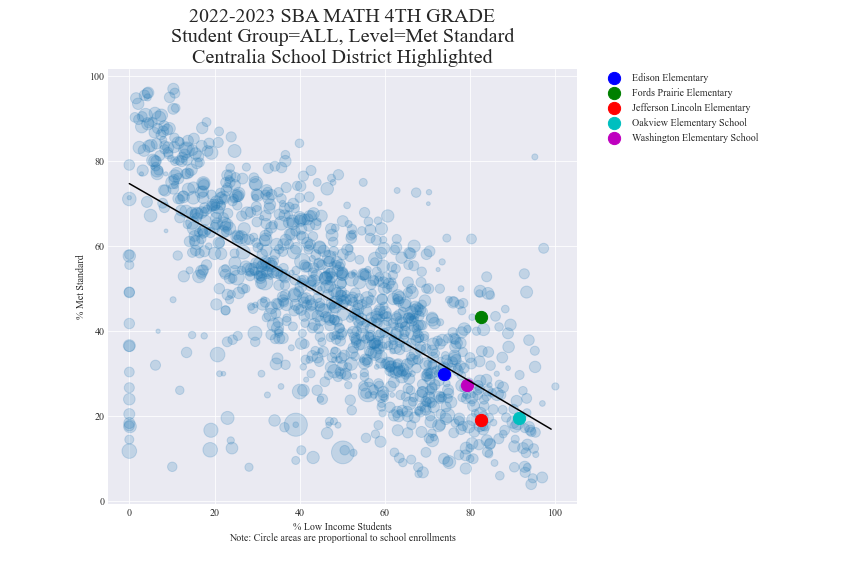 2022-2023 SBA MATH 4TH GRADE
Student Group=ALL, Level=Met Standard
Centralia School District Highlighted
Edison Elementary
Fords Prairie Elementary
Jefferson Lincoln Elementary
Oakview Elementary School
Washington Elementary School
% Met Standard
100
80
60
40
20
0
0 20 40 60 80 100
% Low Income Students
Note: Circle areas are proportional to school enrollments